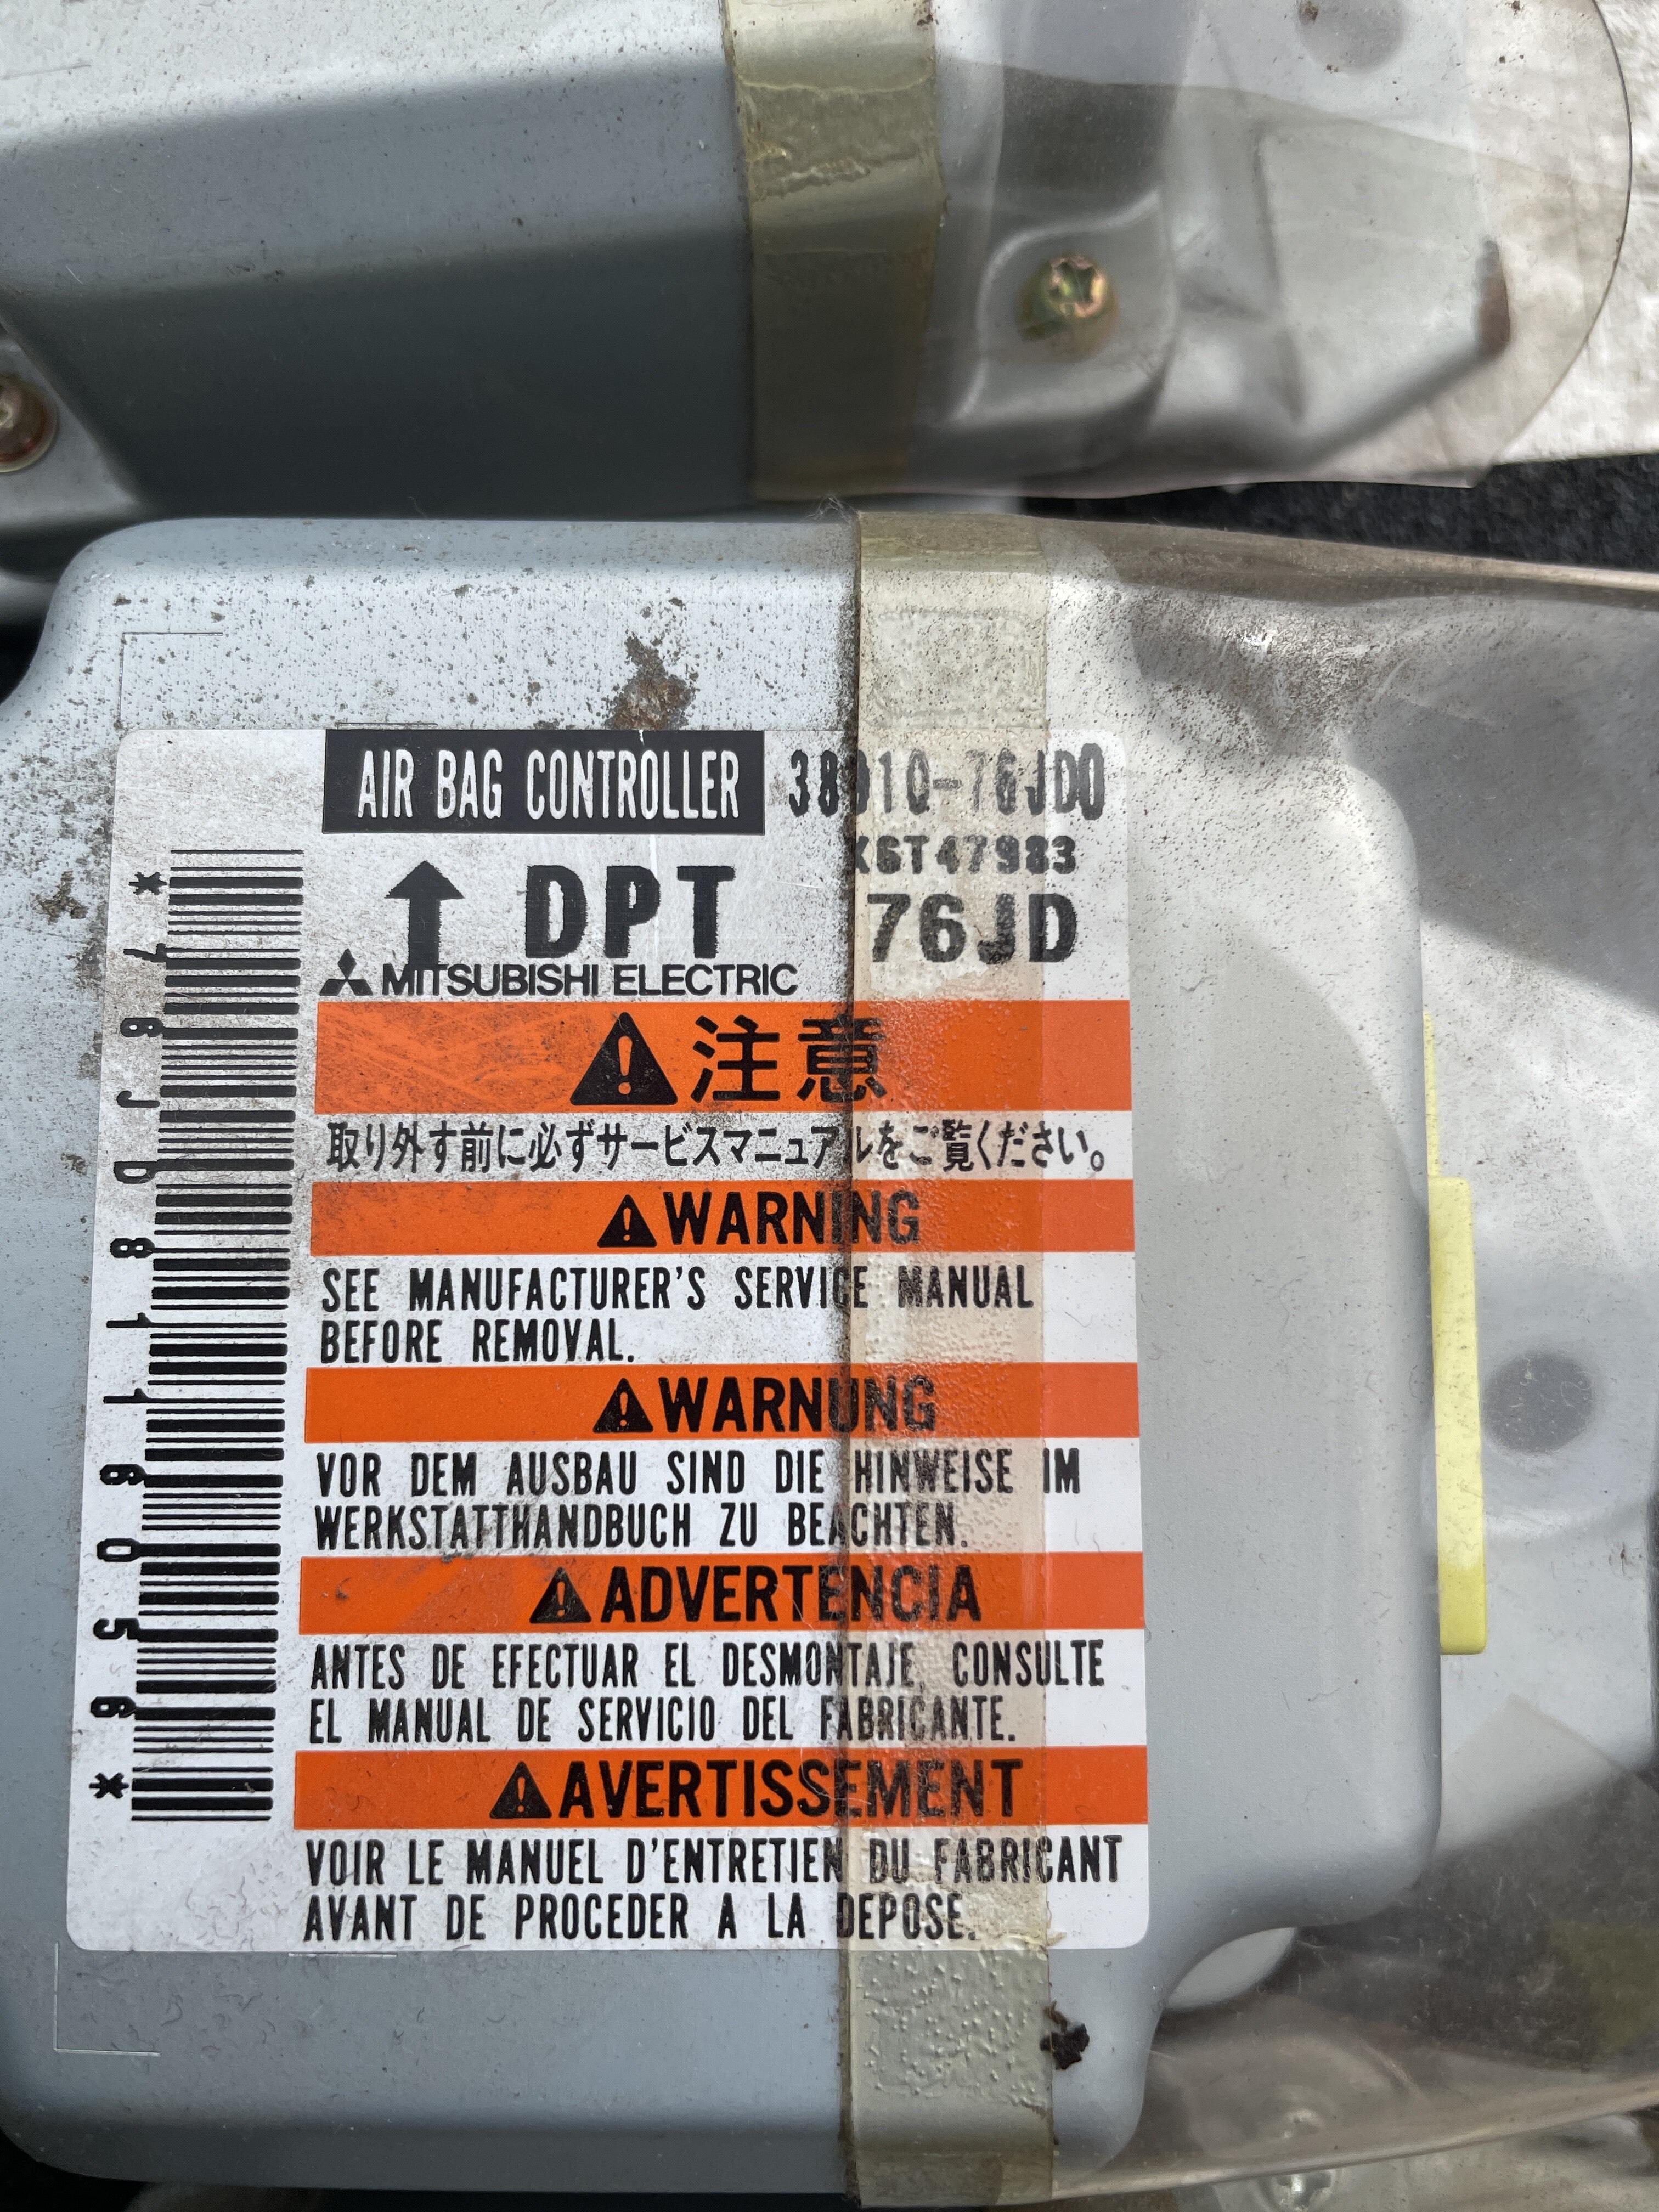 AIR BAG CONTROLLER 38910-76JD0
X6T47983
DPT 76JD
MITSUBISHI ELECTRIC
注意
取り外す前に必ずサービスマニュアルをご覧ください。
WARNING
SEE MANUFACTURER'S SERVICE MANUAL
BEFORE REMOVAL.
WARNUNG
VOR DEM AUSBAU SIND DIE HINWEISE IM
WERKSTATTHANDBUCH ZU BEACHTEN.
ADVERTENCIA
ANTES DE EFECTUAR EL DESMONTAJE, CONSULTE
EL MANUAL DE SERVICIO DEL FABRICANTE.
AVERTISSEMENT
VOIR LE MANUEL D'ENTRETIEN DU FABRICANT
AVANT DE PROCEDER A LA DEPOSE.
*76JD8116056*